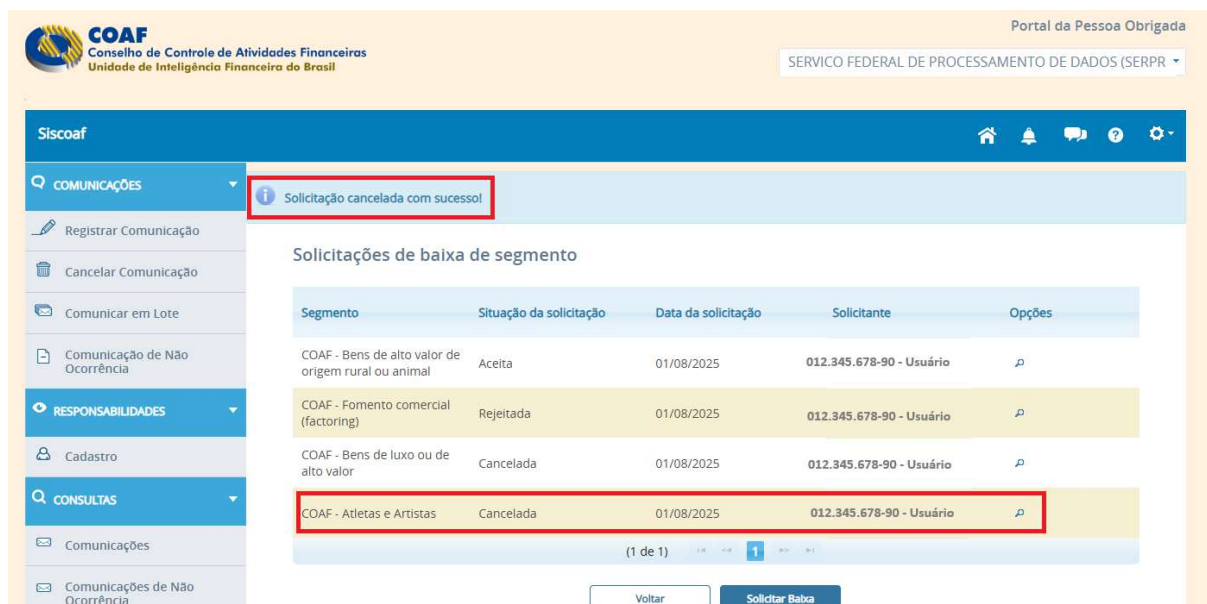 COAF
Conselho de Controle de Atividades Financeiras
Unidade de Inteligência Financeira do Brasil
Portal da Pessoa Obrigada
SERVICO FEDERAL DE PROCESSAMENTO DE DADOS (SERPR
Siscoaf
COMUNICAÇÕES
Registrar Comunicação
Cancelar Comunicação
Comunicar em Lote
Comunicação de Não
Ocorrência
RESPONSABILIDADES
Cadastro
CONSULTAS
Comunicações
Comunicações de Não
Ocorrência
Solicitação cancelada com sucesso!
Solicitações de baixa de segmento
Segmento Situação da solicitação Data da solicitação Solicitante Opções
COAF - Bens de alto valor de
origem rural ou animal Aceita 01/08/2025 012.345.678-90 - Usuário
COAF - Fomento comercial
(factoring) Rejeitada 01/08/2025 012.345.678-90 - Usuário
COAF - Bens de luxo ou de
alto valor Cancelada 01/08/2025 012.345.678-90 - Usuário
COAF - Atletas e Artistas Cancelada 01/08/2025 012.345.678-90 - Usuário
(1 de 1) 1
Voltar Solicitar Baixa